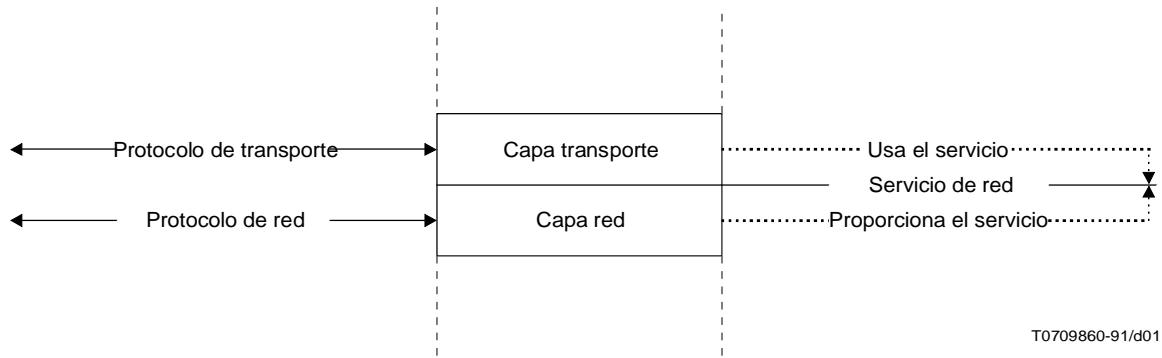 Protocolo de transporte
Capa transporte
Usa el servicio
Servicio de red
Protocolo de red
Capa red
Proporciona el servicio
T0709860-91/d01